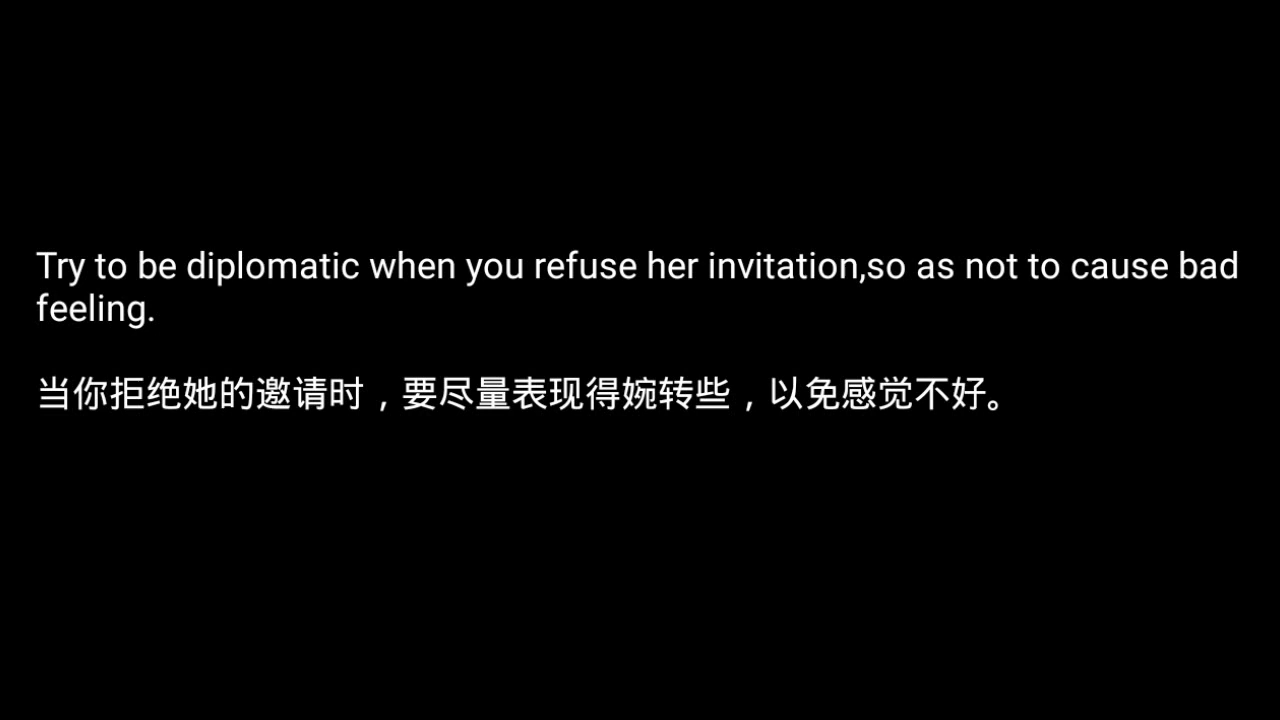 Try to be diplomatic when you refuse her invitation,so as not to cause bad
feeling.
当你拒绝她的邀请时，要尽量表现得婉转些，以免感觉不好。